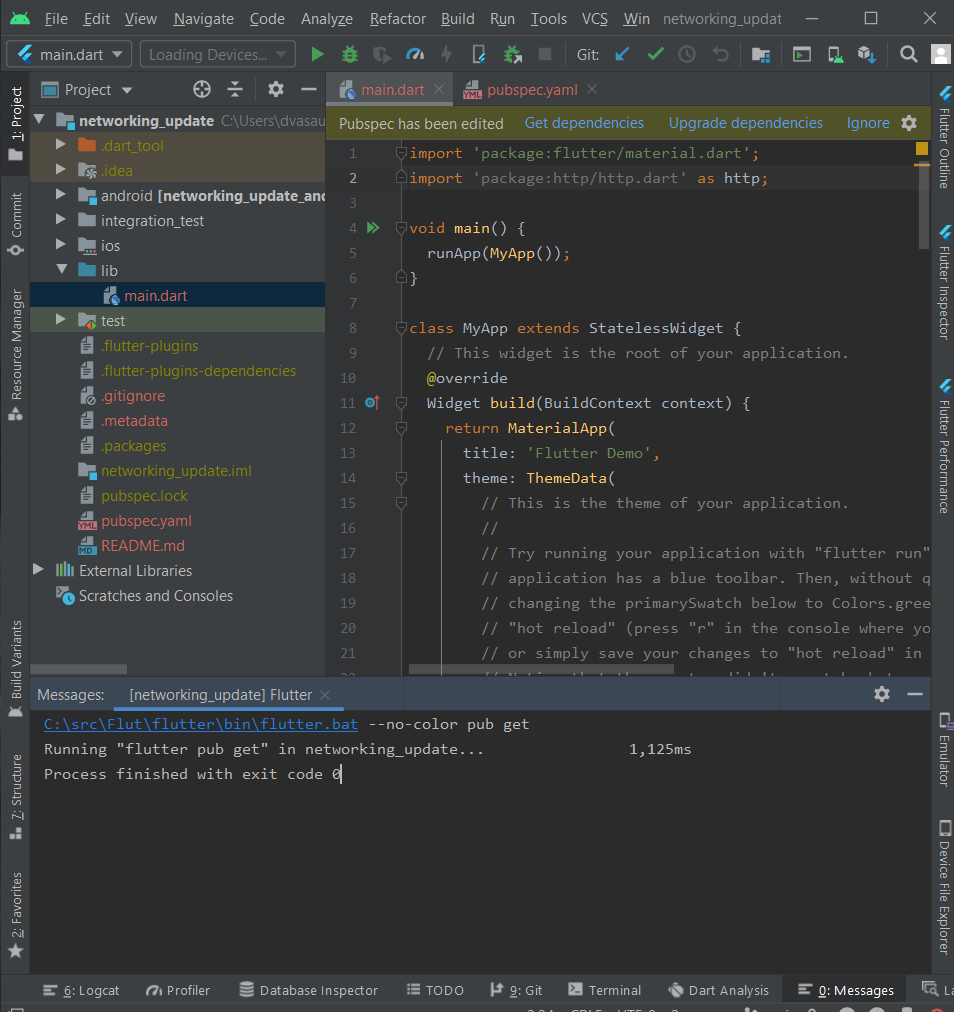 File Edit View Navigate Code Analyze Refactor Build Run Tools VCS Win networking_updat
main.dart Loading Devices... Git:
Project
main.dart
pubspec.yaml
1: Project
Commit
Resource Manager
Build Variants
7: Structure
2: Favorites
networking_update C:\Users\dvasau
.dart_tool
.idea
android [networking_update_and
integration_test
ios
lib
main.dart
test
.flutter-plugins
.flutter-plugins-dependencies
.gitignore
.metadata
.packages
networking_update.iml
pubspec.lock
pubspec.yaml
README.md
External Libraries
Scratches and Consoles
Pubspec has been edited Get dependencies Upgrade dependencies Ignore
1 import 'package:flutter/material.dart';
2 import 'package:http/http.dart' as http;
3
4 void main() {
5 runApp(MyApp());
6 }
7
8 class MyApp extends StatelessWidget {
9 // This widget is the root of your application.
10 @override
11 Widget build(BuildContext context) {
12 return MaterialApp(
13 title: 'Flutter Demo',
14 theme: ThemeData(
15 // This is the theme of your application.
16 //
17 // Try running your application with "flutter run"
18 // application has a blue toolbar. Then, without q
19 // changing the primarySwatch below to Colors.gree
20 // "hot reload" (press "r" in the console where yo
21 // or simply save your changes to "hot reload" in
Flutter Outline
Flutter Inspector
Flutter Performance
Emulator
Device File Explorer
Messages: [networking_update] Flutter
C:\src\Flut\flutter\bin\flutter.bat --no-color pub get
Running "flutter pub get" in networking_update... 1,125ms
Process finished with exit code 0
6: Logcat Profiler Database Inspector TODO 9: Git Terminal Dart Analysis 0: Messages La